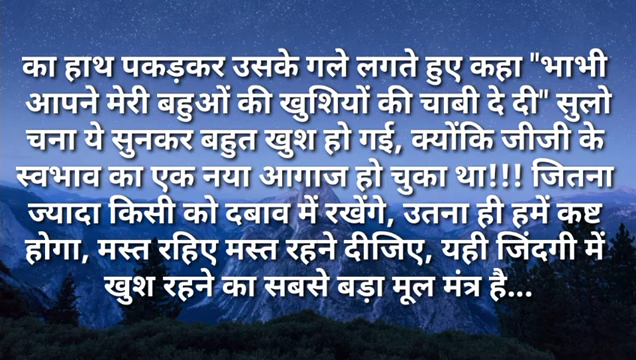 का हाथ पकड़कर उसके गले लगते हुए कहा "भाभी
आपने मेरी बहुओं की खुशियों की चाबी दे दी" सुलो
चना ये सुनकर बहुत खुश हो गई, क्योंकि जीजी के
स्वभाव का एक नया आगाज हो चुका था!!! जितना
ज्यादा किसी को दबाव में रखेंगे, उतना ही हमें कष्ट
होगा, मस्त रहिए मस्त रहने दीजिए, यही जिंदगी में
खुश रहने का सबसे बड़ा मूल मंत्र है...